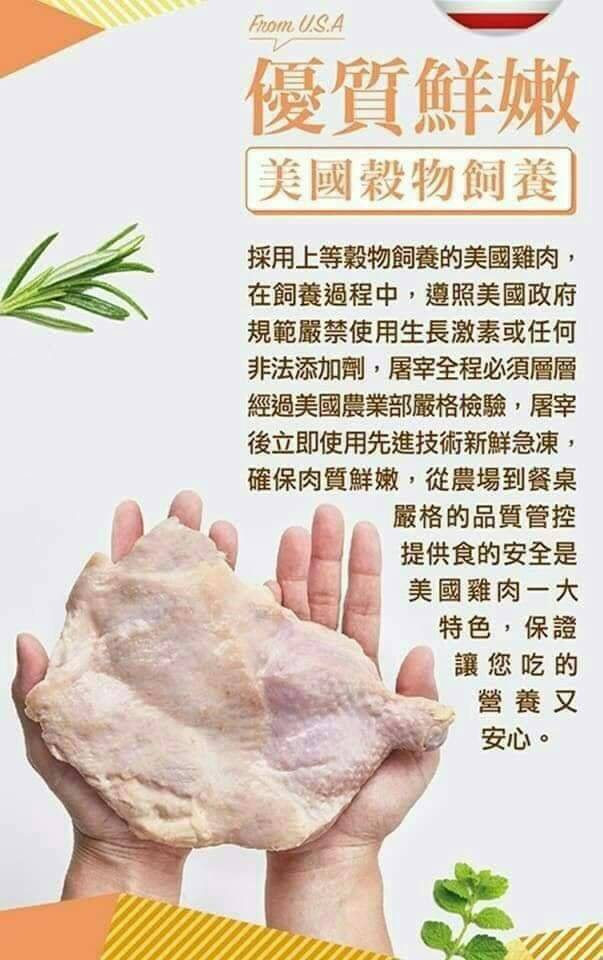 From U.S.A
優質鮮嫩
美國穀物飼養
採用上等穀物飼養的美國雞肉，
在飼養過程中，遵照美國政府
規範嚴禁使用生長激素或任何
非法添加劑，屠宰全程必須層層
經過美國農業部嚴格檢驗，屠宰
後立即使用先進技術新鮮急凍，
確保肉質鮮嫩，從農場到餐桌
嚴格的品質管控
提供食的安全是
美國雞肉一大
特色，保證
讓您吃的
營養又
安心。